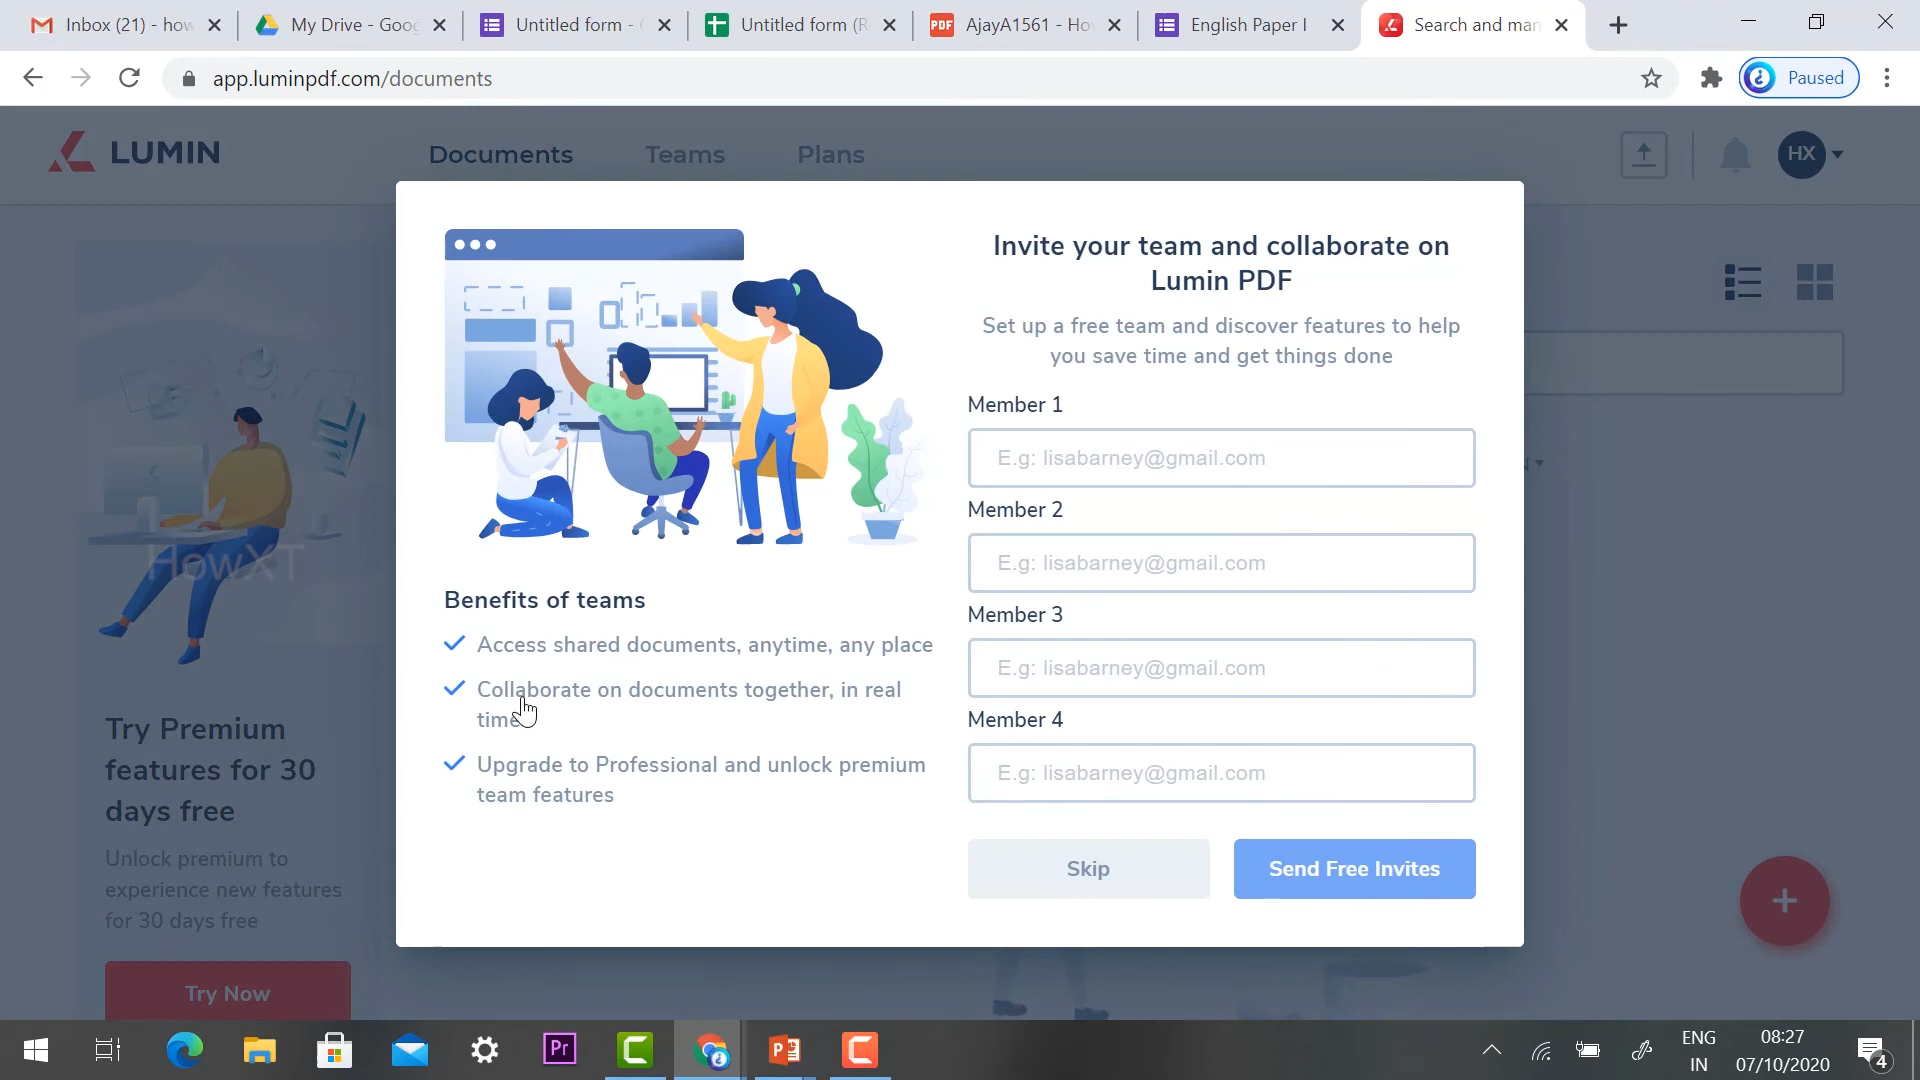 Inbox (21) - how
My Drive - Goog
Untitled form -
Untitled form (R
PDF
AjayA1561 - Ho
English Paper I
Search and man
app.luminpdf.com/documents
Paused
LUMIN
Documents
Teams
Plans
HX
Invite your team and collaborate on
Lumin PDF
Set up a free team and discover features to help
you save time and get things done
Member 1
E.g: lisabarney@gmail.com
Member 2
E.g: lisabarney@gmail.com
Member 3
E.g: lisabarney@gmail.com
Member 4
E.g: lisabarney@gmail.com
Skip
Send Free Invites
Benefits of teams
Access shared documents, anytime, any place
Collaborate on documents together, in real
time
Upgrade to Professional and unlock premium
team features
HowXT
Try Premium
features for 30
days free
Unlock premium to
experience new features
for 30 days free
Try Now
Pr
ENG
IN
08:27
07/10/2020
4